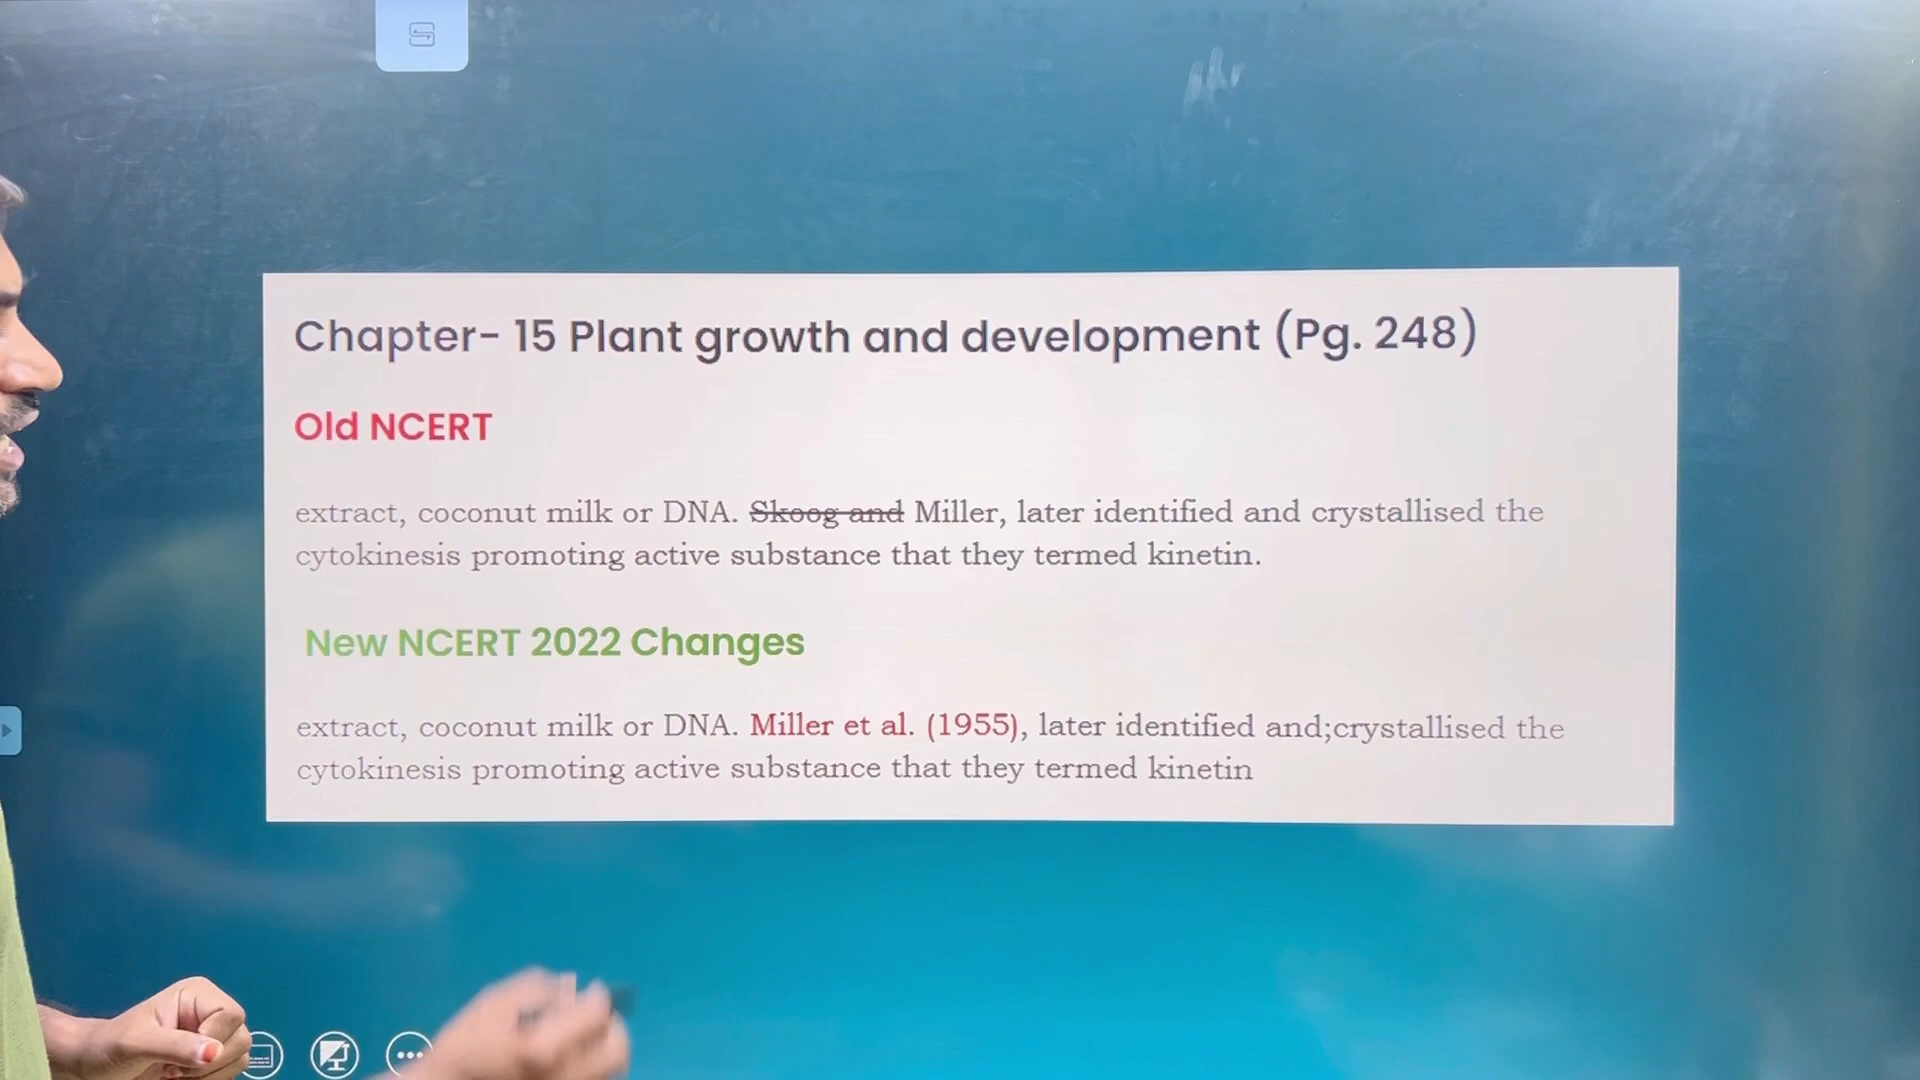 Chapter- 15 Plant growth and development (Pg. 248)
Old NCERT
extract, coconut milk or DNA. Skoog and Miller, later identified and crystallised the
cytokinesis promoting active substance that they termed kinetin.
New NCERT 2022 Changes
extract, coconut milk or DNA. Miller et al. (1955), later identified and;crystallised the
cytokinesis promoting active substance that they termed kinetin